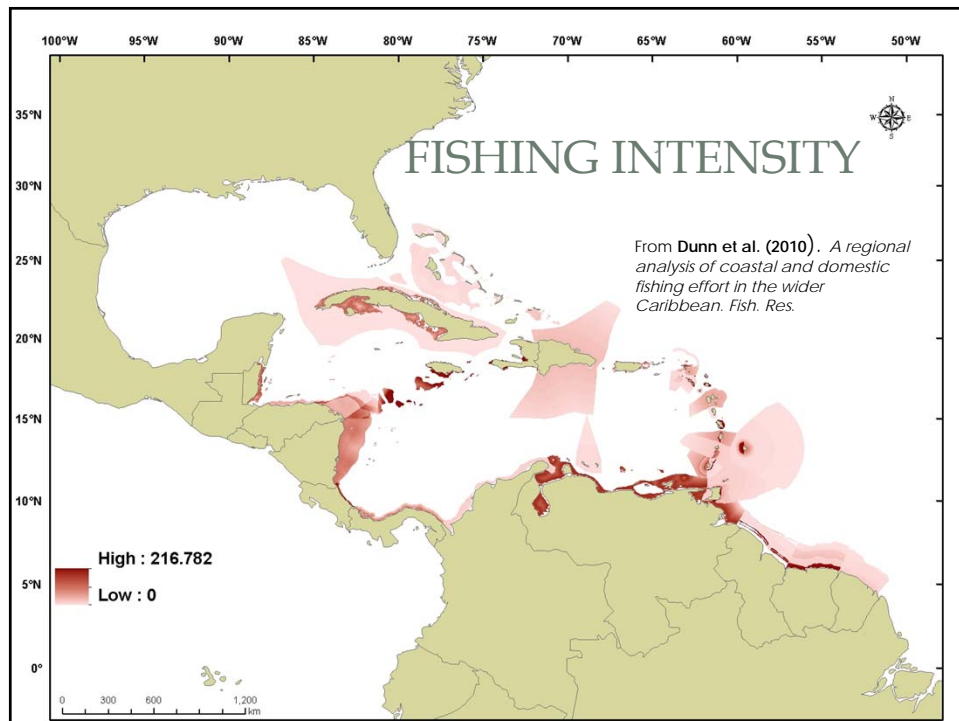 100°W 95°W 90°W 85°W 80°W 75°W 70°W 65°W 60°W 55°W 50°W
N
W E
S
35°N
FISHING INTENSITY
30°N
From Dunn et al. (2010). A regional
analysis of coastal and domestic
fishing effort in the wider
Caribbean. Fish. Res.
25°N
20°N
15°N
10°N
High : 216.782
Low : 0
5°N
0°
0 300 600 1,200
km